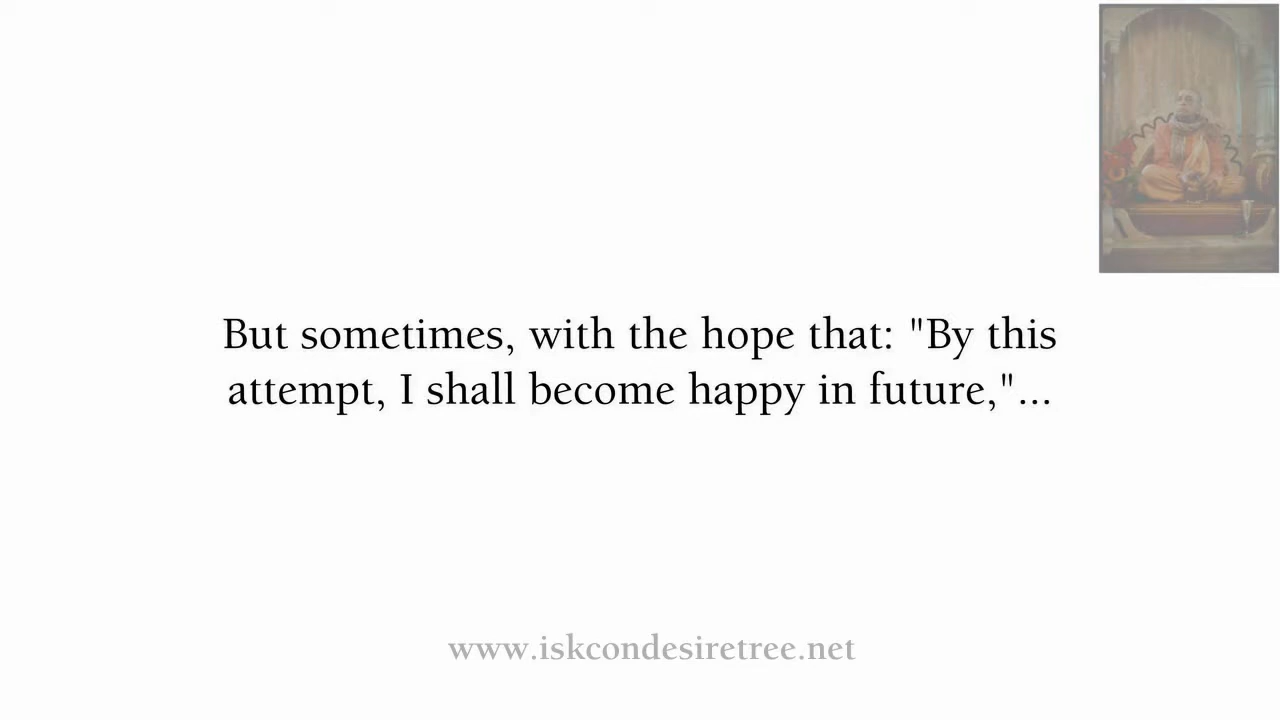 But sometimes, with the hope that: "By this
attempt, I shall become happy in future,"...
www.iskcondesiretree.net